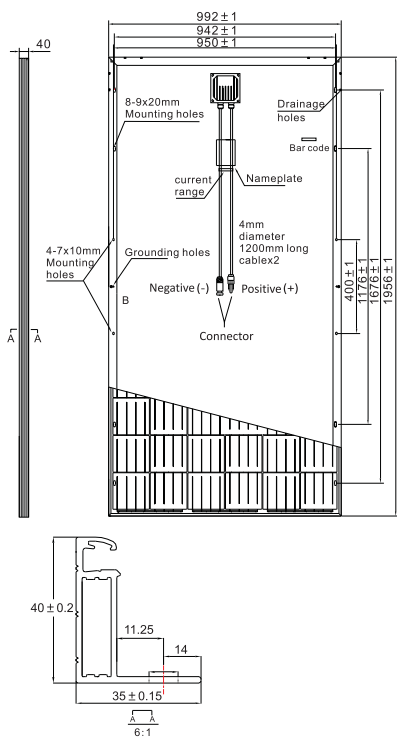 992±1
942±1
950±1
40
8-9x20mm
Mounting holes
Drainage
holes
Bar code
current
range
Nameplate
4mm
diameter
1200mm long
cablex2
4-7x10mm
Mounting
holes
Grounding holes
B
Negative (-)
Positive (+)
Connector
A
A
400±1
1176±1
1676±1
1956±1
40±0.2
11.25
14
35±0.15
A A
6:1